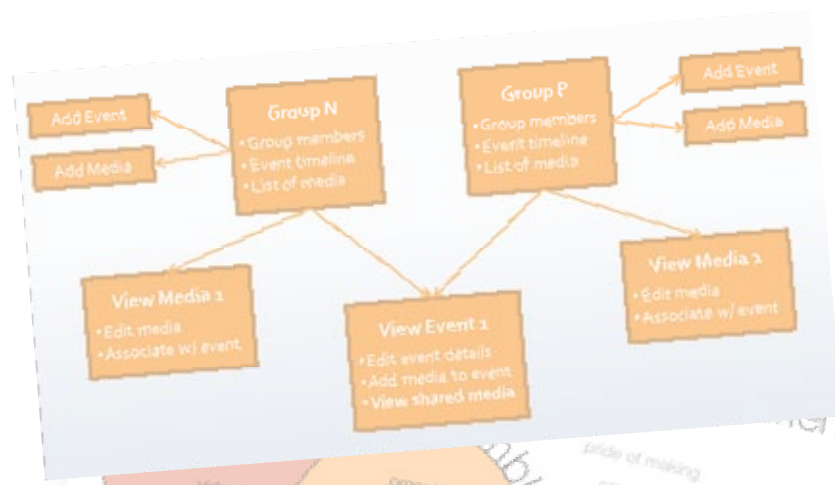 Add Event
Add Media
Group N
• Group members
• Event timeline
• List of media
Group P
• Group members
• Event timeline
• List of media
Add Event
Add Media
View Media 1
• Edit media
• Associate w/ event
View Event 1
• Edit event details
• Add media to event
• View shared media
View Media 2
• Edit media
• Associate w/ event
pride of making